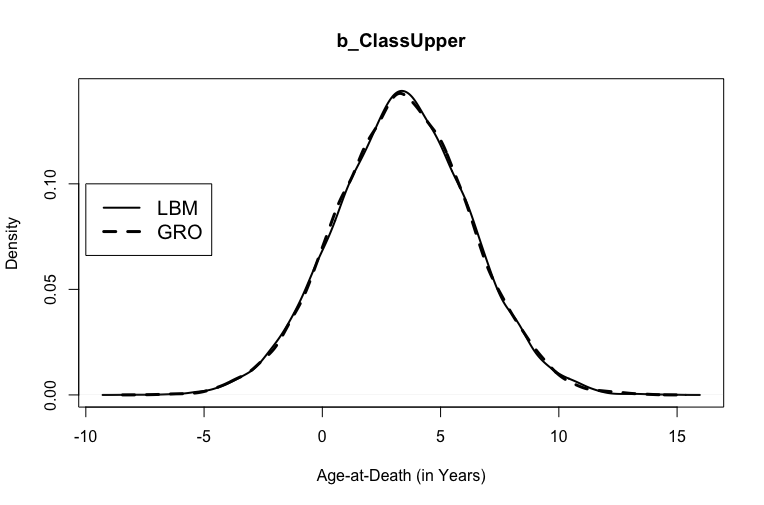 b_ClassUpper
Density
0.00
0.05
0.10
LBM
GRO
-10
-5
0
5
10
15
Age-at-Death (in Years)